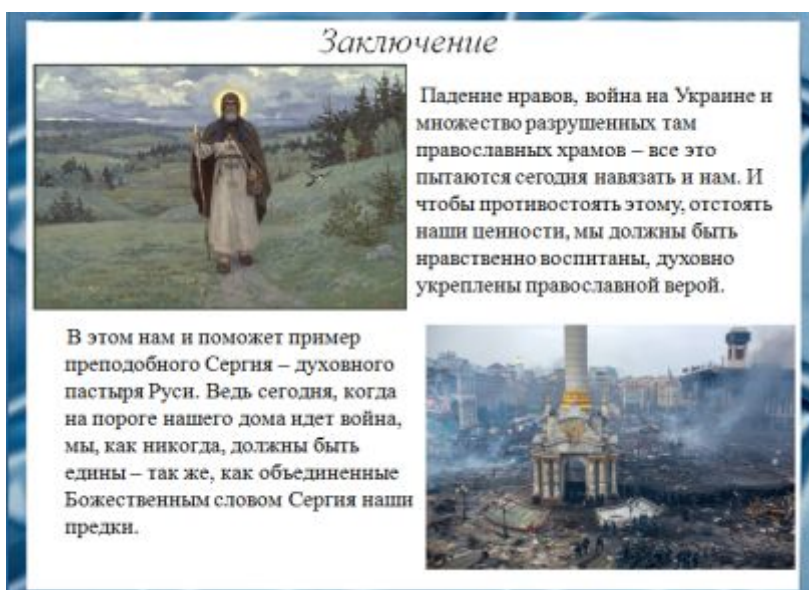 Заключение
Падение нравов, война на Украине и
множество разрушенных там
православных храмов – все это
пытаются сегодня навязать и нам. И
чтобы противостоять этому, отстоять
наши ценности, мы должны быть
нравственно воспитаны, духовно
укреплены православной верой.
В этом нам и поможет пример
преподобного Сергия – духовного
пастыря Руси. Ведь сегодня, когда
на пороге нашего дома идет война,
мы, как никогда, должны быть
едины – так же, как объединенные
Божественным словом Сергия наши
предки.